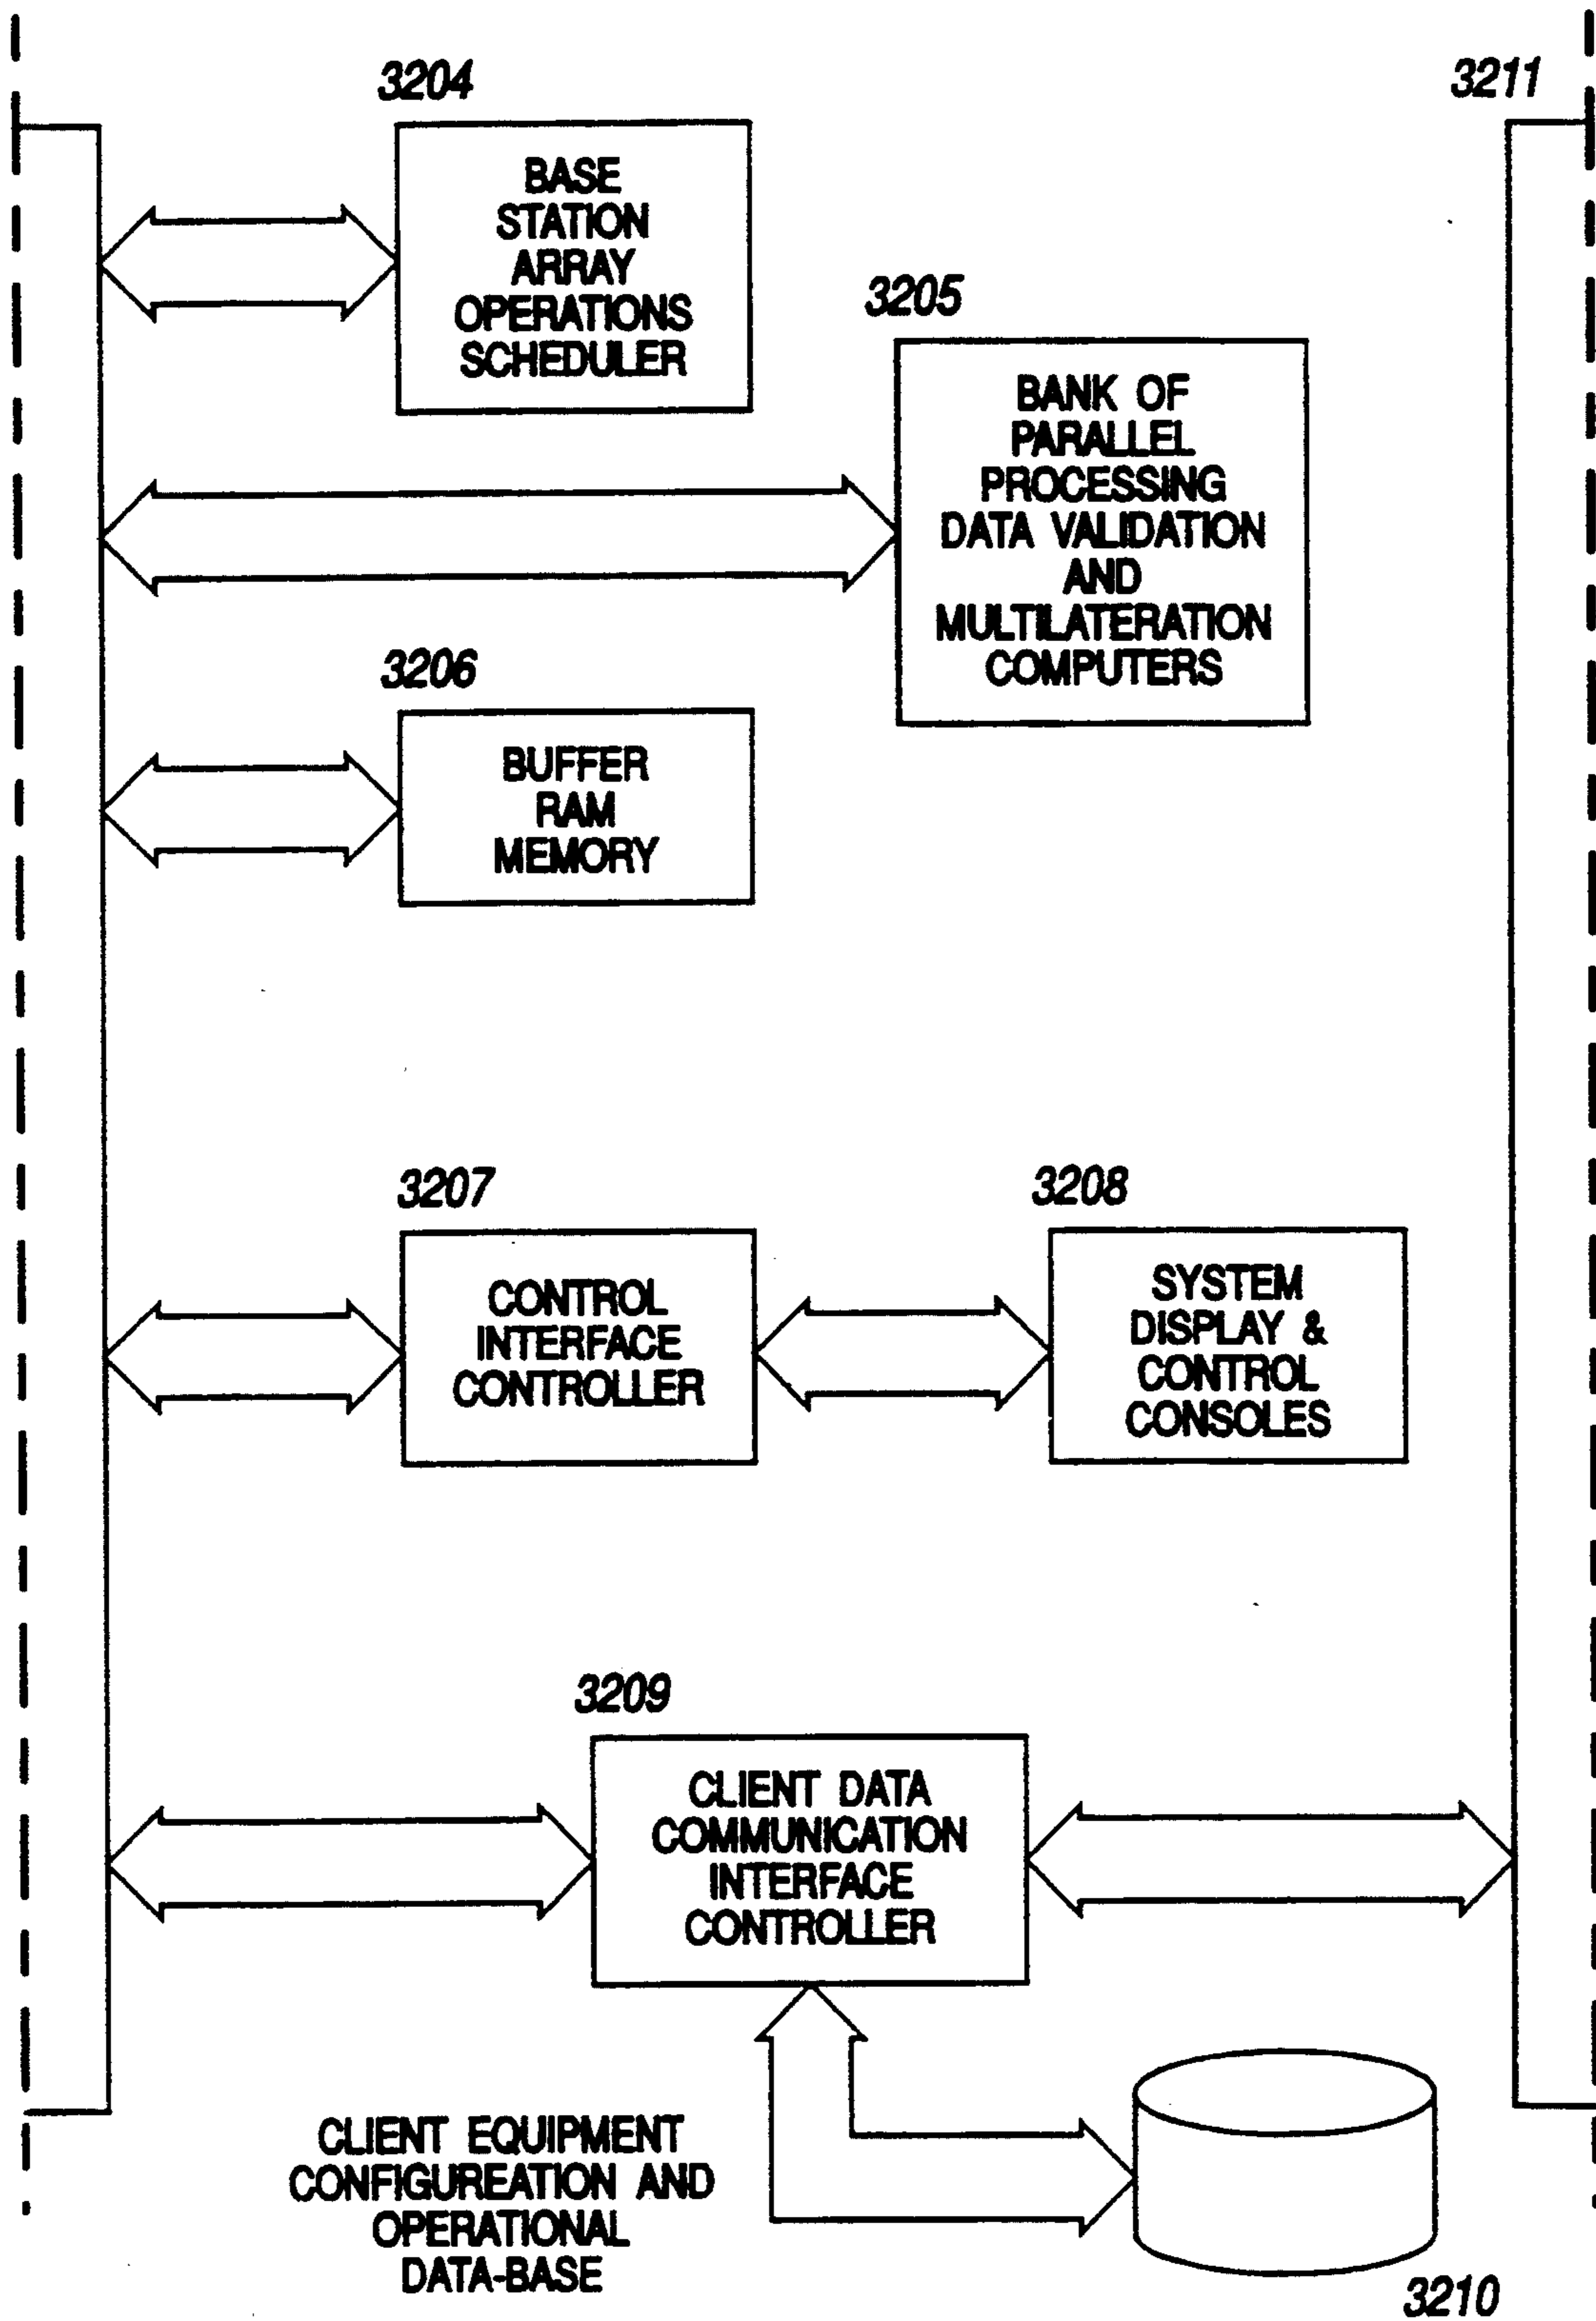 3204
3211
BASE
STATION
ARRAY
OPERATIONS
SCHEDULER
3205
BANK OF
PARALLEL
PROCESSING
DATA VALIDATION
AND
MULTILATERATION
COMPUTERS
3206
BUFFER
RAM
MEMORY
3207
CONTROL
INTERFACE
CONTROLLER
3208
SYSTEM
DISPLAY &
CONTROL
CONSOLES
3209
CLIENT DATA
COMMUNICATION
INTERFACE
CONTROLLER
CLIENT EQUIPMENT
CONFIGUREATION AND
OPERATIONAL
DATA-BASE
3210